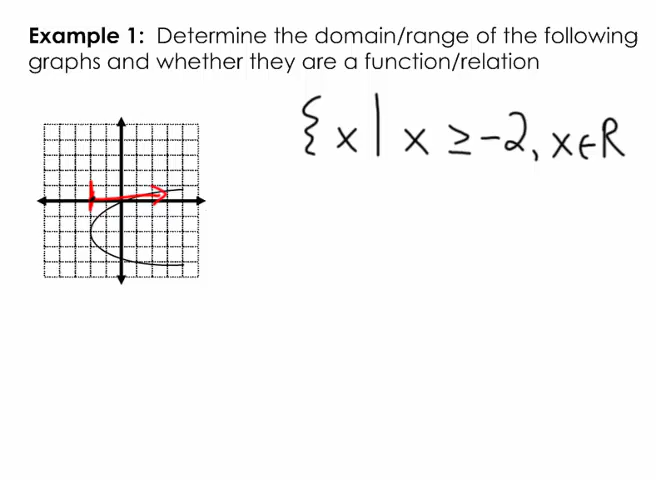 Example 1: Determine the domain/range of the following
graphs and whether they are a function/relation
{ x | x ≥ -2, x∈R